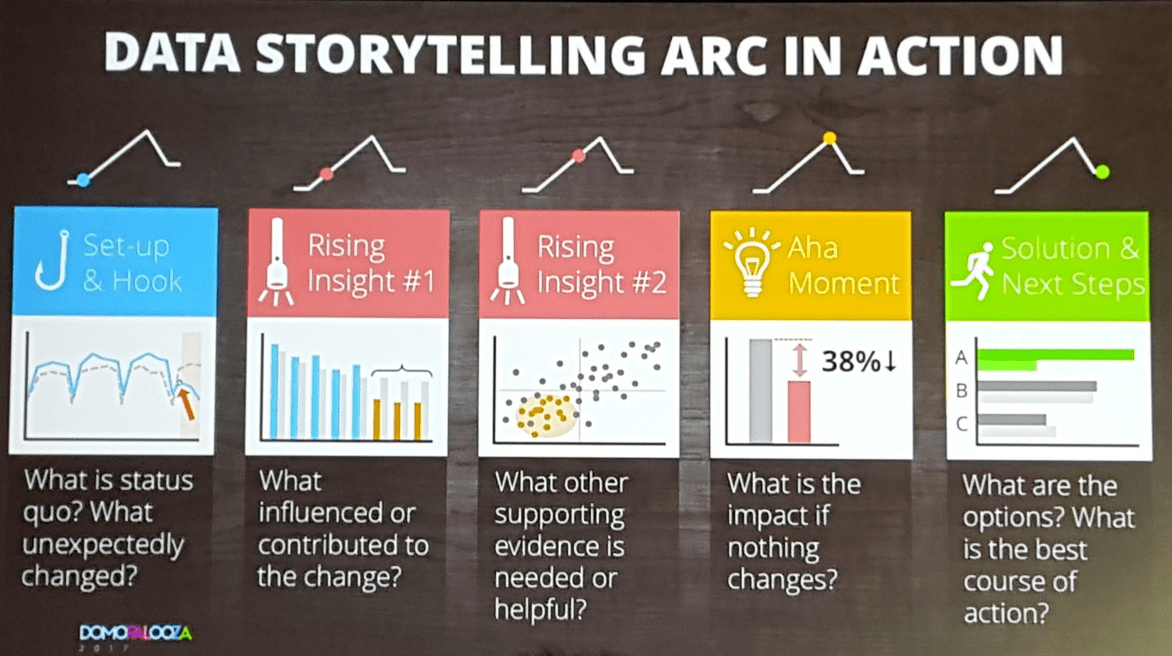 DATA STORYTELLING ARC IN ACTION
Set-up
& Hook
What is status
quo? What
unexpectedly
changed?
Rising
Insight #1
What
influenced or
contributed to
the change?
Rising
Insight #2
What other
supporting
evidence is
needed or
helpful?
Aha
Moment
38%↓
What is the
impact if
nothing
changes?
Solution &
Next Steps
A
B
C
What are the
options? What
is the best
course of
action?
DOMOPALOOZA
2017